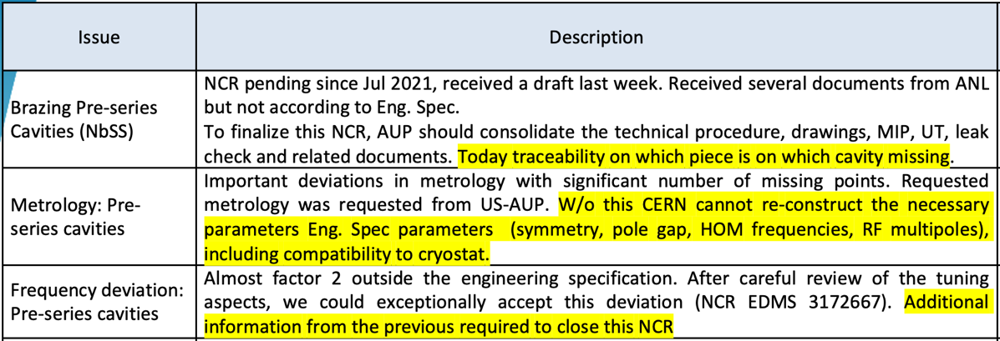 Issue
Description
Brazing Pre-series
Cavities (NbSS)
NCR pending since Jul 2021, received a draft last week. Received several documents from ANL
but not according to Eng. Spec.
To finalize this NCR, AUP should consolidate the technical procedure, drawings, MIP, UT, leak
check and related documents. Today traceability on which piece is on which cavity missing.
Metrology: Pre-
series cavities
Important deviations in metrology with significant number of missing points. Requested
metrology was requested from US-AUP. W/o this CERN cannot re-construct the necessary
parameters Eng. Spec parameters (symmetry, pole gap, HOM frequencies, RF multipoles),
including compatibility to cryostat.
Frequency deviation:
Pre-series cavities
Almost factor 2 outside the engineering specification. After careful review of the tuning
aspects, we could exceptionally accept this deviation (NCR EDMS 3172667). Additional
information from the previous required to close this NCR